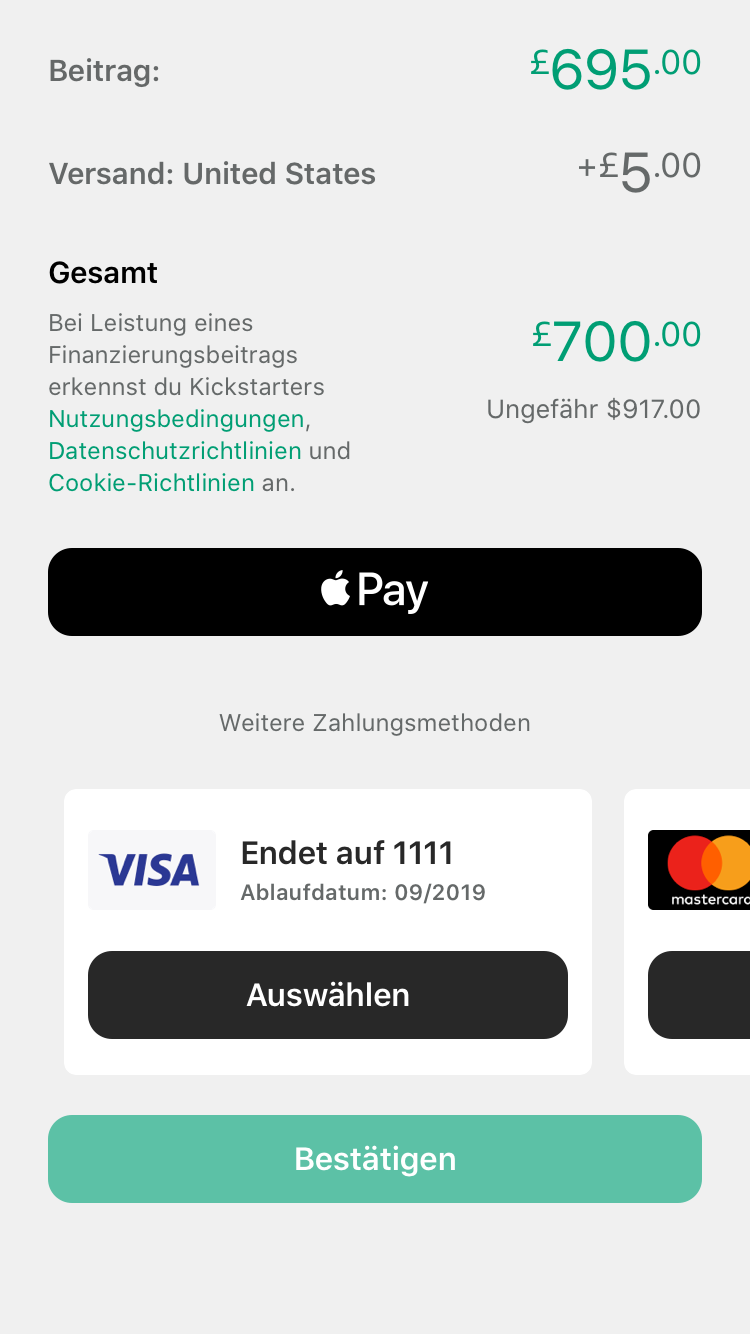 Beitrag: £695.00
Versand: United States +£5.00
Gesamt
Bei Leistung eines
Finanzierungsbeitrags
erkennst du Kickstarters
Nutzungsbedingungen,
Datenschutzrichtlinien und
Cookie-Richtlinien an.
£700.00
Ungefähr $917.00
Pay
Weitere Zahlungsmethoden
VISA
Endet auf 1111
Ablaufdatum: 09/2019
Auswählen
mastercard
Bestätigen